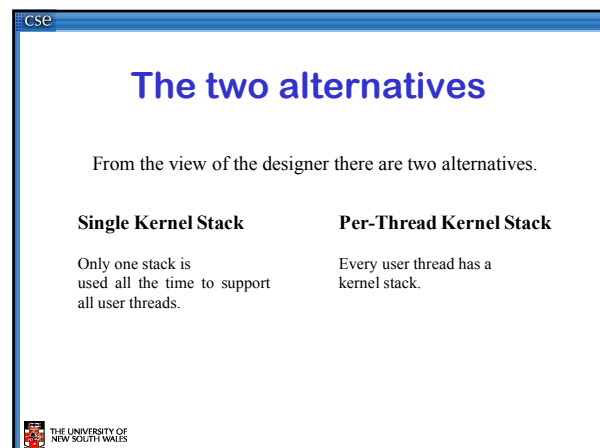 cse
The two alternatives
From the view of the designer there are two alternatives.
Single Kernel Stack
Only one stack is
used all the time to support
all user threads.
Per-Thread Kernel Stack
Every user thread has a
kernel stack.
THE UNIVERSITY OF
NEW SOUTH WALES